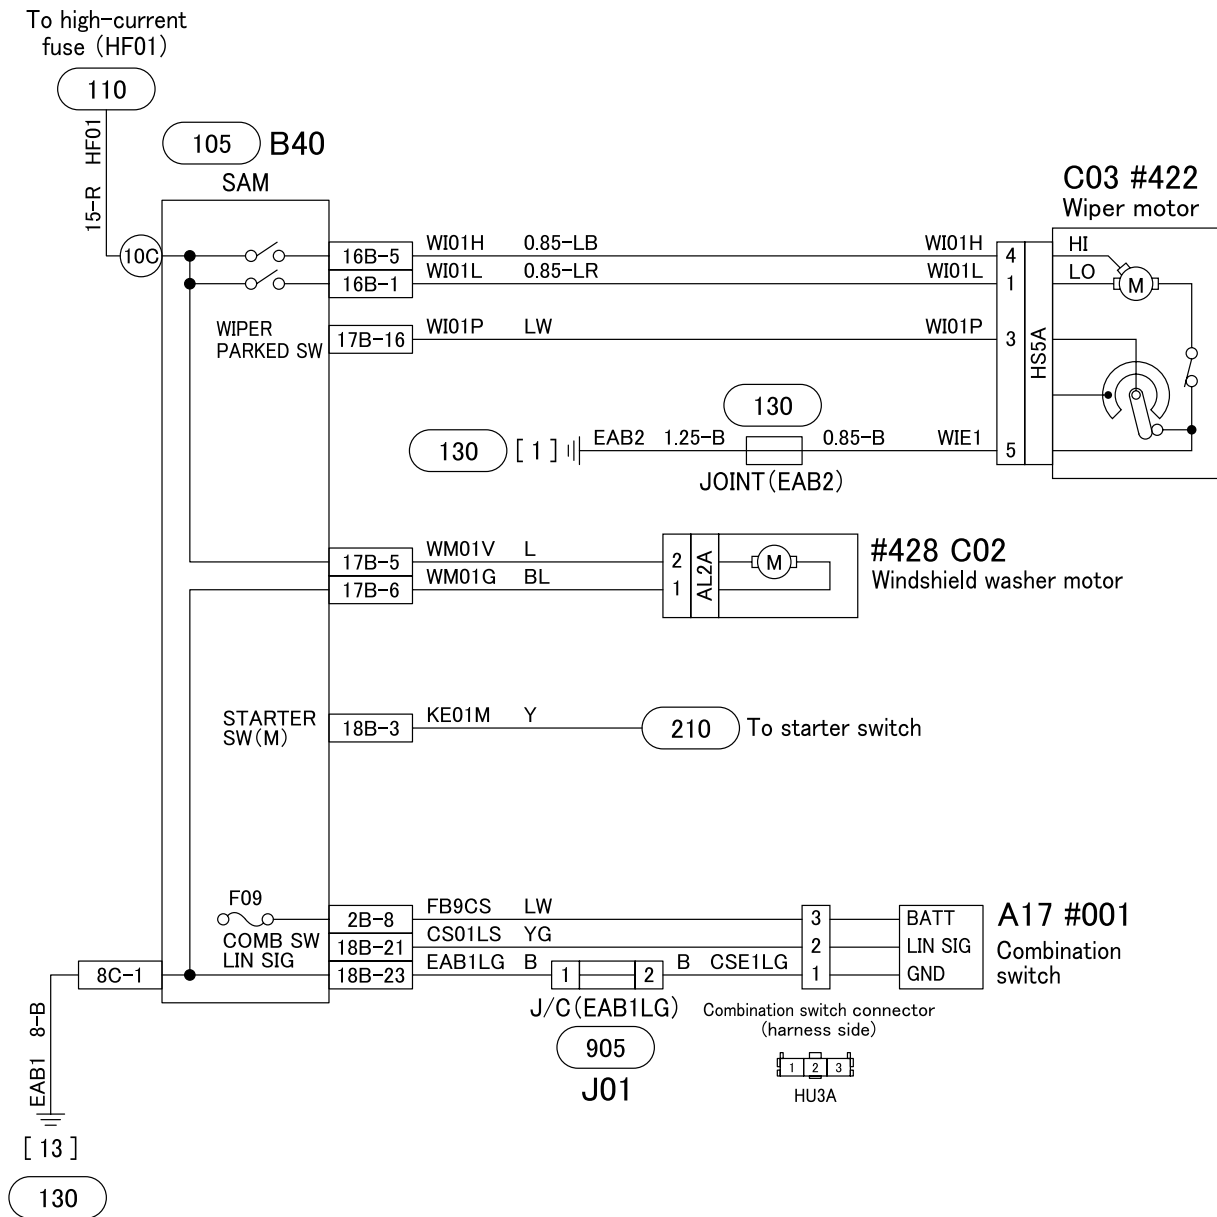 To high-current
fuse (HF01)
110
15-R HF01
105 B40
SAM
10C
C03 #422
Wiper motor
16B-5 WI01H 0.85-LB WI01H 4 HI
16B-1 WI01L 0.85-LR WI01L 1 LO
M
WIPER
PARKED SW
17B-16 WI01P LW WI01P 3
HS5A
130
130 [ 1 ] EAB2 1.25-B 0.85-B WIE1 5
JOINT(EAB2)
17B-5 WM01V L 2
17B-6 WM01G BL 1
AL2A
M
#428 C02
Windshield washer motor
STARTER
SW(M)
18B-3 KE01M Y 210 To starter switch
F09
2B-8 FB9CS LW 3 BATT
COMB SW
LIN SIG
18B-21 CS01LS YG 2 LIN SIG
8C-1 18B-23 EAB1LG B 1 2 B CSE1LG 1 GND
A17 #001
Combination
switch
J/C(EAB1LG)
905
J01
Combination switch connector
(harness side)
1 2 3
HU3A
EAB1 8-B
[ 13 ]
130